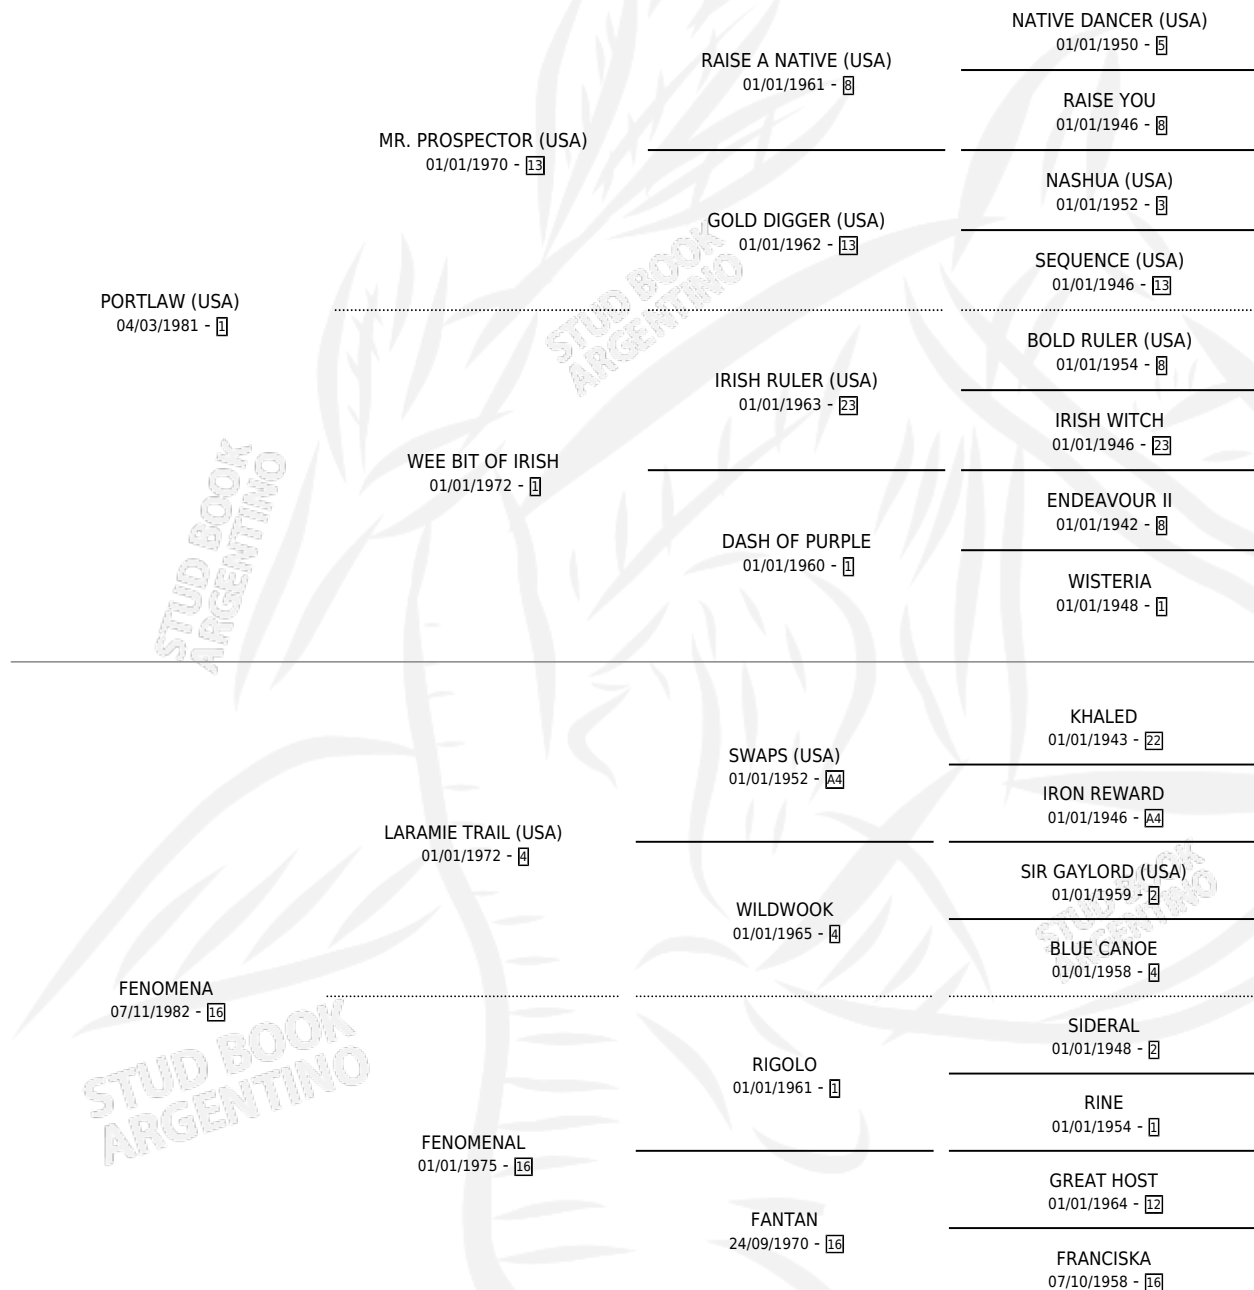 NATIVE DANCER (USA)
01/01/1950 - 5
RAISE A NATIVE (USA)
01/01/1961 - 8
RAISE YOU
01/01/1946 - 8
MR. PROSPECTOR (USA)
01/01/1970 - 13
NASHUA (USA)
01/01/1952 - 3
GOLD DIGGER (USA)
01/01/1962 - 13
SEQUENCE (USA)
01/01/1946 - 13
PORTLAW (USA)
04/03/1981 - 1
STUD BOOK
ARGENTINO
BOLD RULER (USA)
01/01/1954 - 8
IRISH RULER (USA)
01/01/1963 - 23
IRISH WITCH
01/01/1946 - 23
WEE BIT OF IRISH
01/01/1972 - 1
ENDEAVOUR II
01/01/1942 - 8
DASH OF PURPLE
01/01/1960 - 1
WISTERIA
01/01/1948 - 1
STUD BOOK
ARGENTINO
KHALED
01/01/1943 - 22
SWAPS (USA)
01/01/1952 - A4
IRON REWARD
01/01/1946 - A4
LARAMIE TRAIL (USA)
01/01/1972 - 4
SIR GAYLORD (USA)
01/01/1959 - 2
WILDWOOK
01/01/1965 - 4
BLUE CANOE
01/01/1958 - 4
STUD BOOK
ARGENTINO
FENOMENA
07/11/1982 - 16
SIDERAL
01/01/1948 - 2
RIGOLO
01/01/1961 - 1
RINE
01/01/1954 - 1
STUD BOOK
ARGENTINO
FENOMENAL
01/01/1975 - 16
GREAT HOST
01/01/1964 - 12
FANTAN
24/09/1970 - 16
FRANCISKA
07/10/1958 - 16